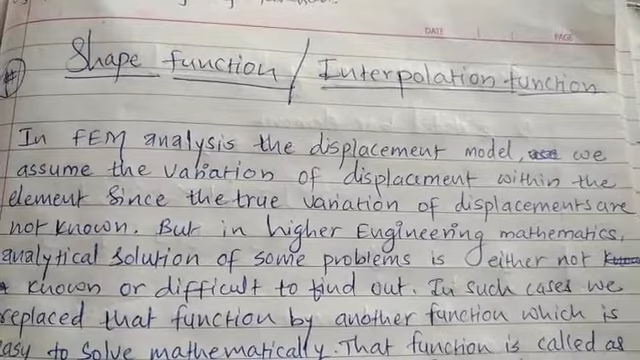 DATE PAGE
# Shape function / Interpolation function
In FEM analysis the displacement model, we
assume the variation of displacement within the
element since the true variation of displacements are
not known. But in higher Engineering mathematics,
analytical solution of some problems is either not
known or difficult to find out. In such cases we
replaced that function by another function which is
easy to solve mathematically. That function is called as